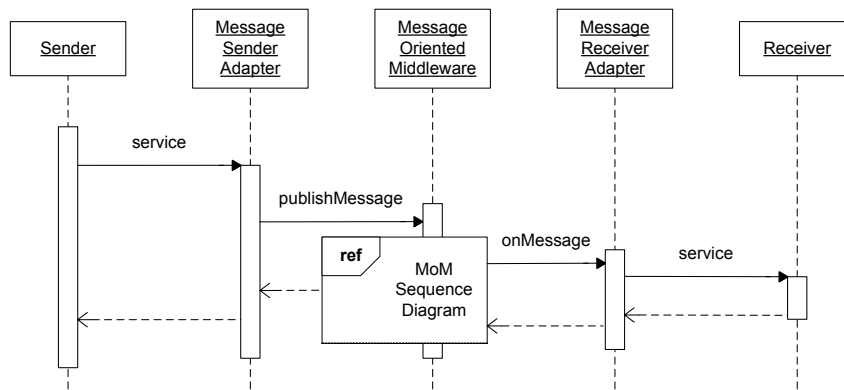 Sender
Message
Sender
Adapter
Message
Oriented
Middleware
Message
Receiver
Adapter
Receiver
service
publishMessage
ref
MoM
Sequence
Diagram
onMessage
service